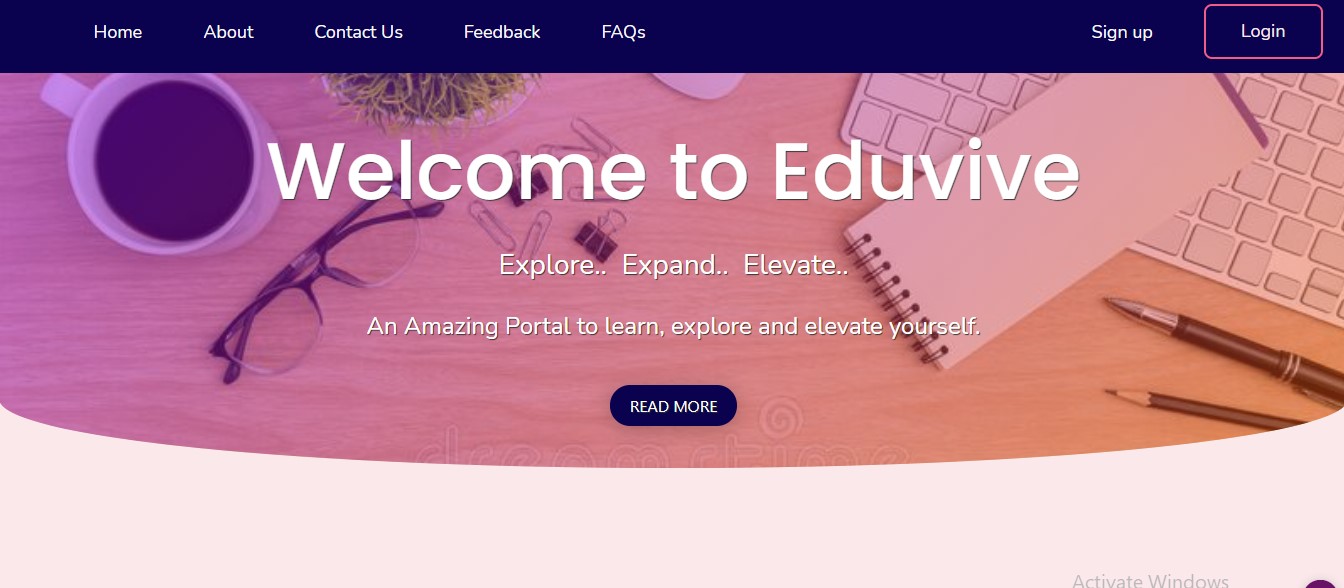 Home About Contact Us Feedback FAQs Sign up Login
Welcome to Eduvive
Explore.. Expand.. Elevate..
An Amazing Portal to learn, explore and elevate yourself.
READ MORE
dreamstime
Activate Windows